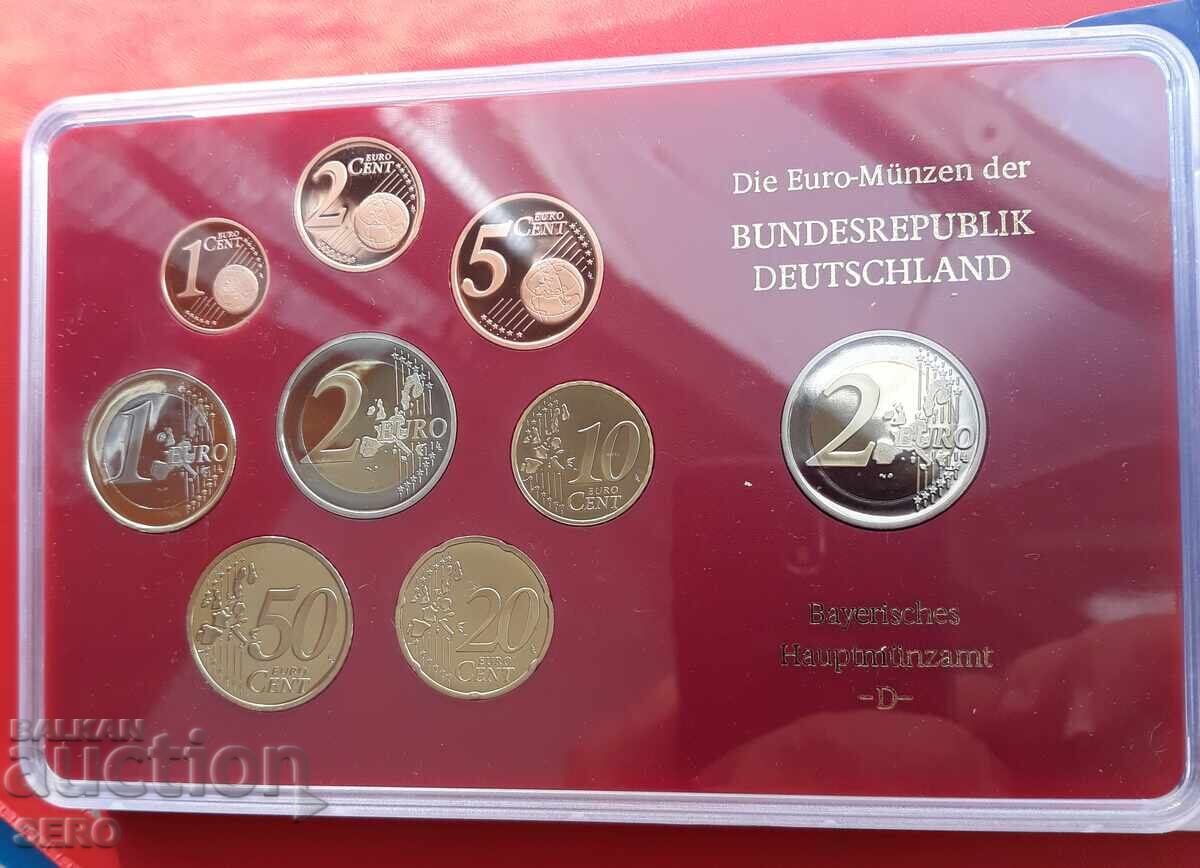 Die Euro-Münzen der
BUNDESREPUBLIK
DEUTSCHLAND
2 EURO CENT
1 EURO CENT
5 EURO CENT
1 EURO
2 EURO
10 EURO CENT
2 EURO
50 EURO CENT
20 EURO CENT
Bayerisches
Hauptmünzamt
-D-
BALKAN
auction
SERO